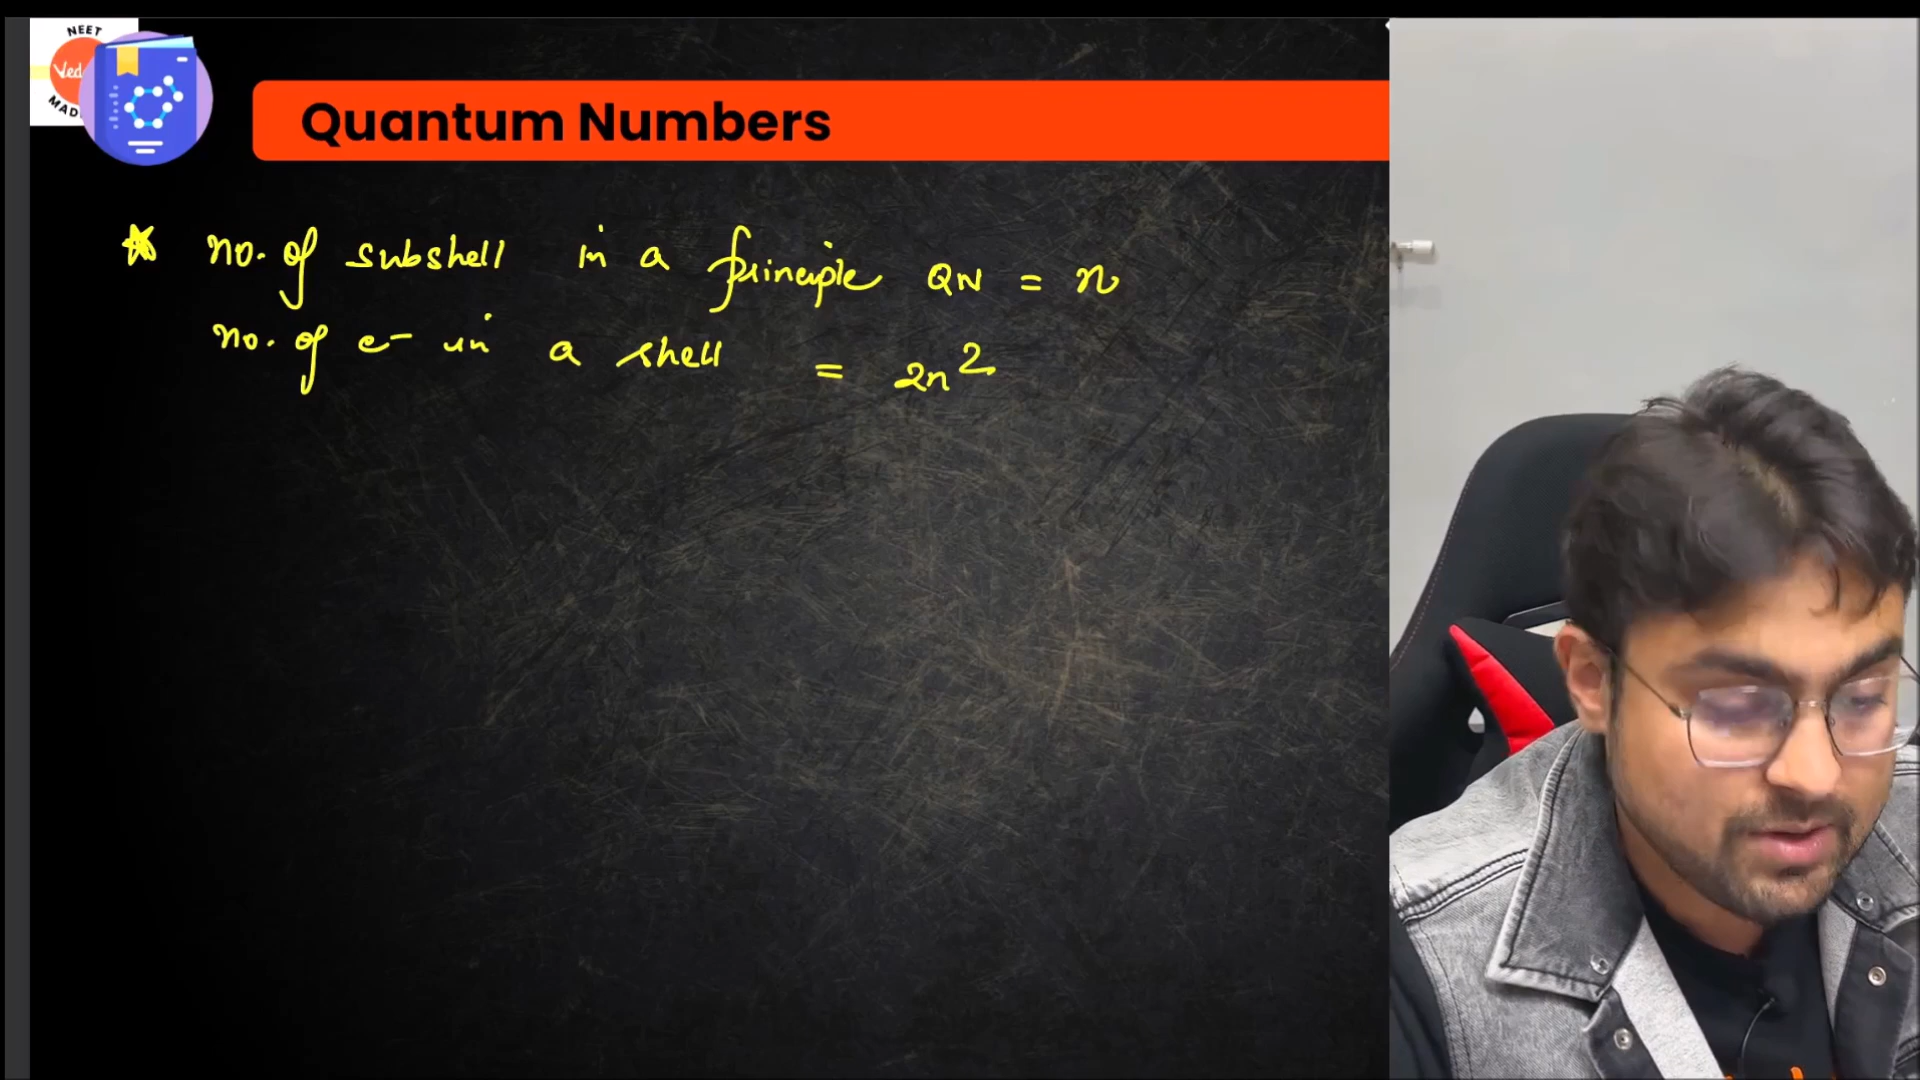 NEET
Ved
MAD
Quantum Numbers
no. of subshell in a principle QN = n
no. of e- in a shell = 2n²